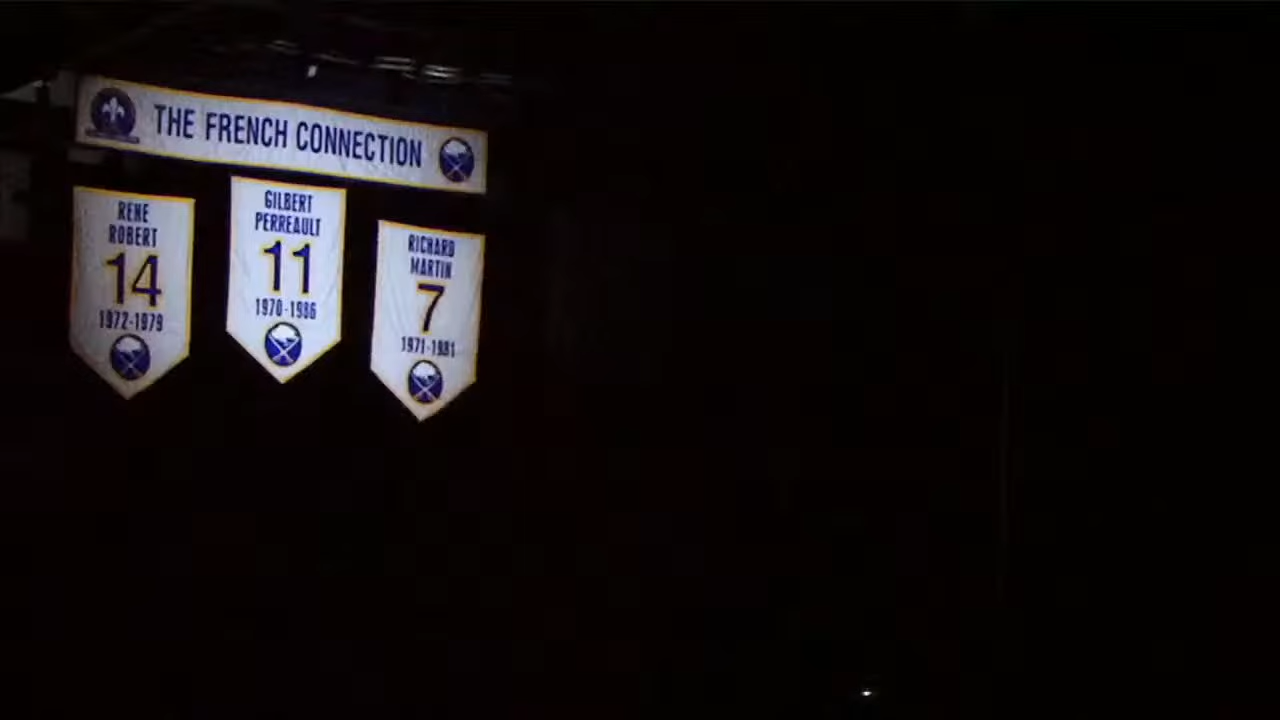 THE FRENCH CONNECTION
RENE
ROBERT
14
1972-1979
GILBERT
PERREAULT
11
1970-1986
RICHARD
MARTIN
7
1971-1981